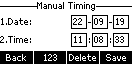 Manual Timing
1.Date: 22-09-19
2.Time: 11:08:33
Back 123 Delete Save